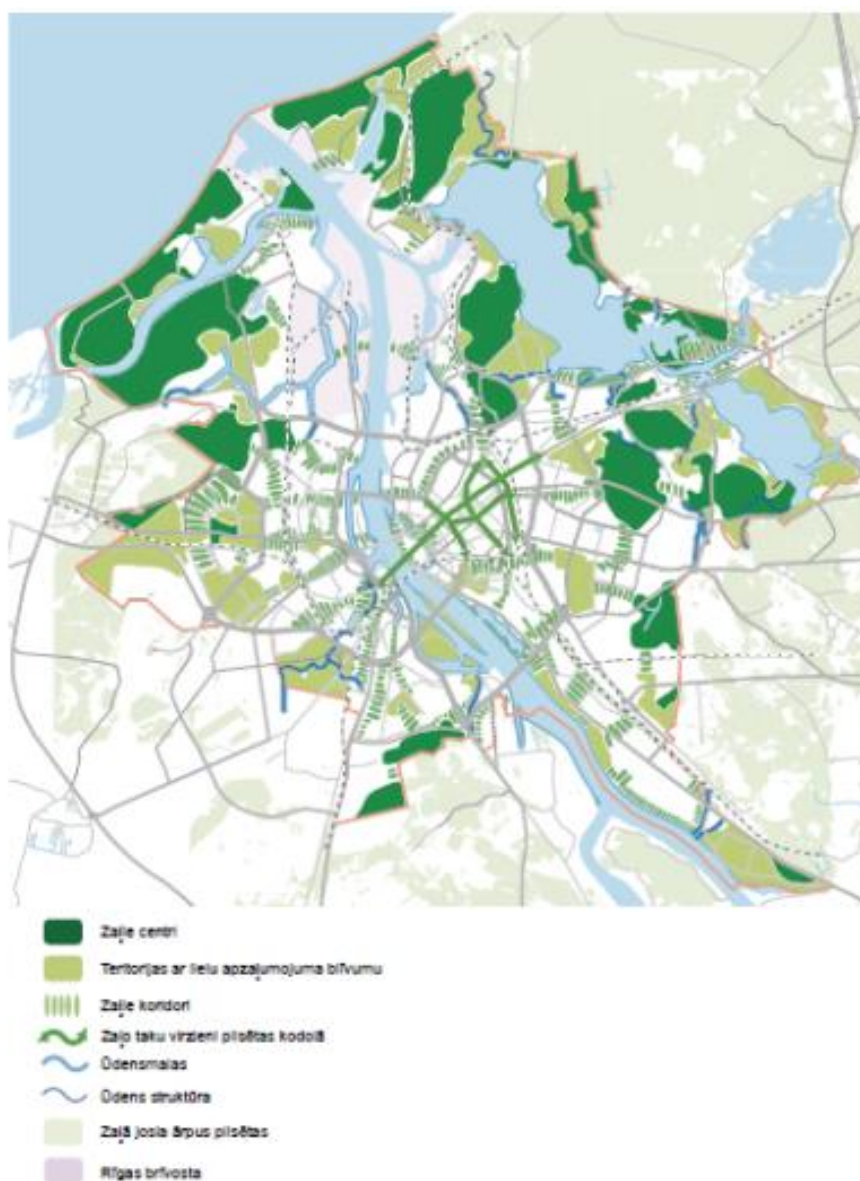 Zaļie centri
Teritorijas ar lielu apzaļumojuma blīvumu
Zaļie koridori
Zaļo taku virzieni pilsētas kodolā
Ūdensmalas
Ūdens struktūra
Zaļā josla ārpus pilsētas
Rīgas brīvosta